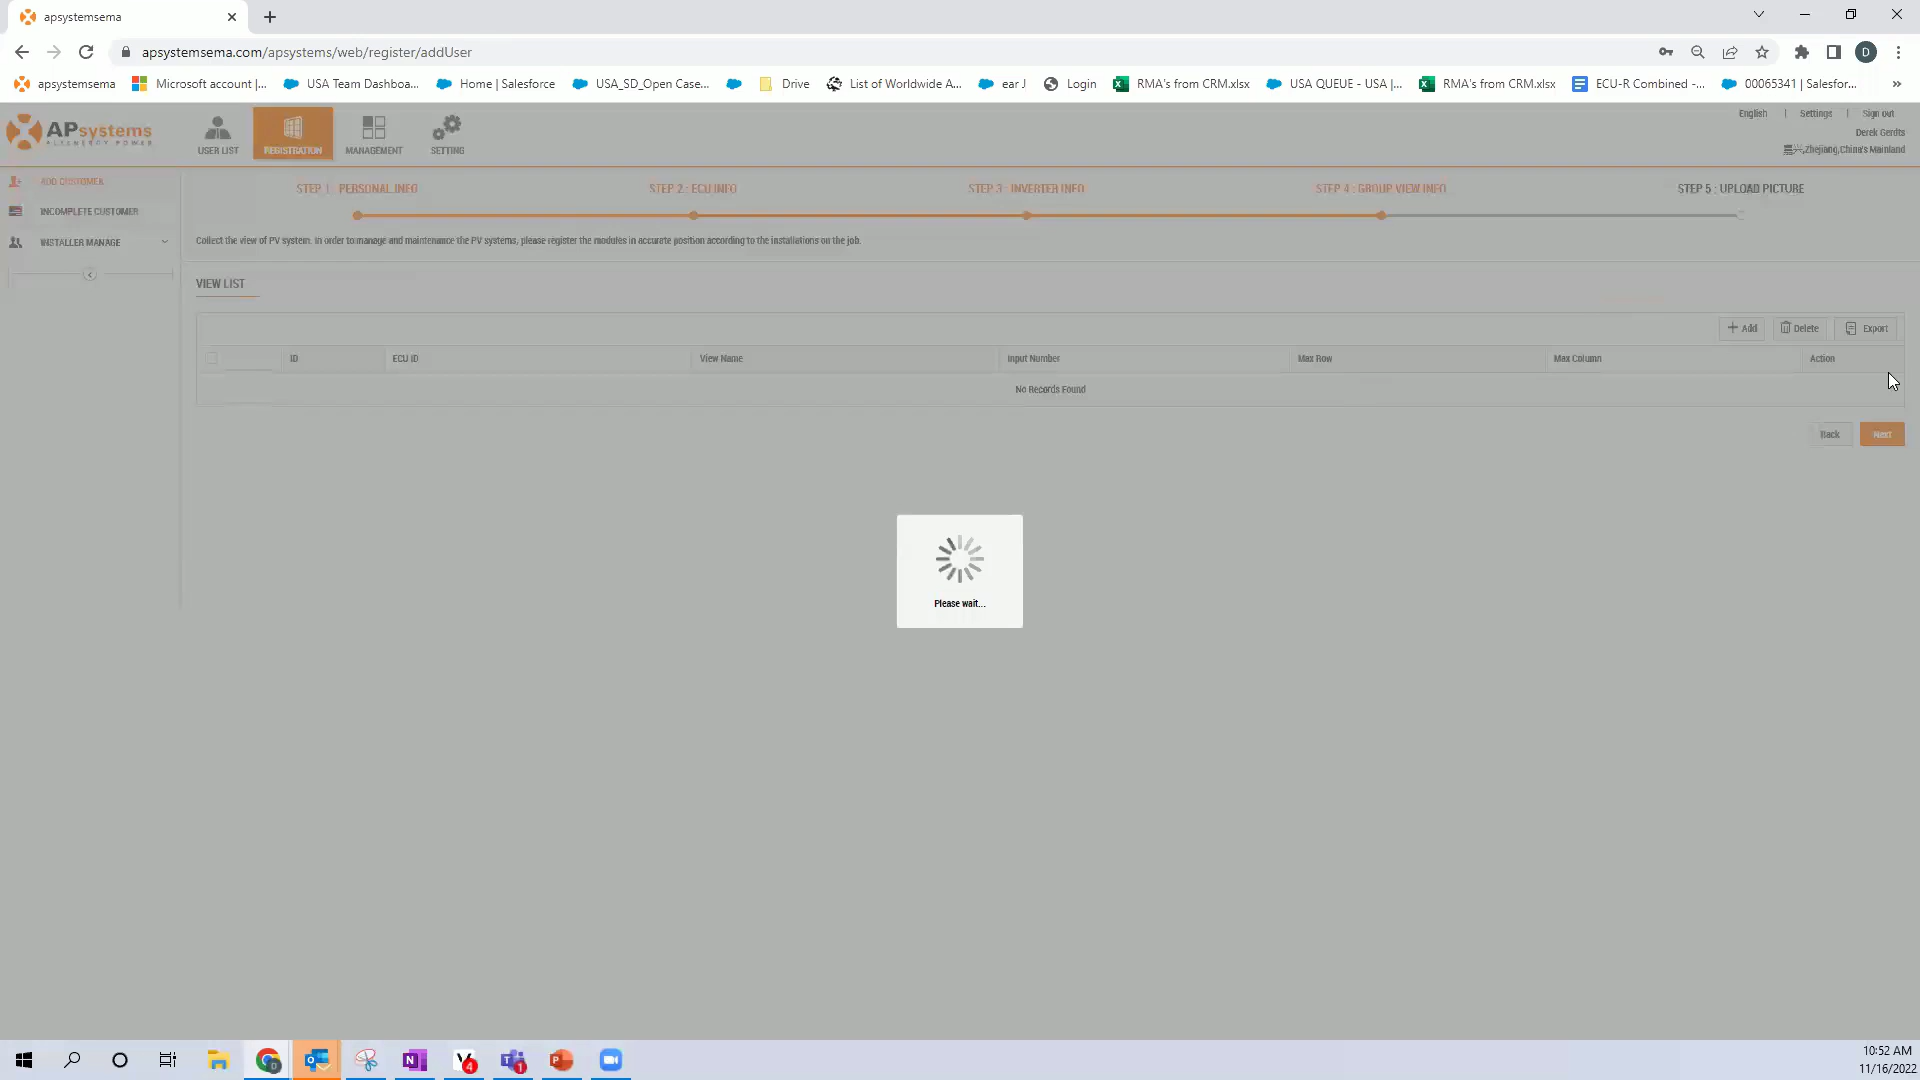 apsystemsema
apsystemsema.com/apsystems/web/register/addUser
D
apsystemsema
Microsoft account |...
USA Team Dashboa...
Home | Salesforce
USA_SD_Open Case...
Drive
List of Worldwide A...
ear J
Login
RMA's from CRM.xlsx
USA QUEUE - USA |...
RMA's from CRM.xlsx
ECU-R Combined -...
00065341 | Salesfor...
»
APsystems
ALTENERGY POWER
USER LIST
REGISTRATION
MANAGEMENT
SETTING
English | Settings | Sign out
Derek Gerdts
,Zhejiang,China's Mainland
ADD CUSTOMER
INCOMPLETE CUSTOMER
INSTALLER MANAGE
STEP 1 : PERSONAL INFO
STEP 2 : ECU INFO
STEP 3 : INVERTER INFO
STEP 4 : GROUP VIEW INFO
STEP 5 : UPLOAD PICTURE
Collect the view of PV system. In order to manage and maintenance the PV systems, please register the modules in accurate position according to the installations on the job.
VIEW LIST
Add
Delete
Export
ID
ECU ID
View Name
Input Number
Max Row
Max Column
Action
No Records Found
Back
Next
Please wait...
4
1
10:52 AM
11/16/2022